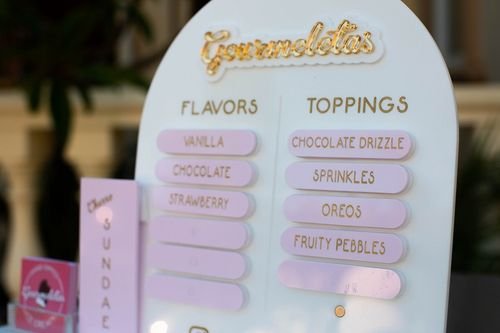 Gourmeletas
FLAVORS
VANILLA
CHOCOLATE
STRAWBERRY
TOPPINGS
CHOCOLATE DRIZZLE
SPRINKLES
OREOS
FRUITY PEBBLES
SUNDAE